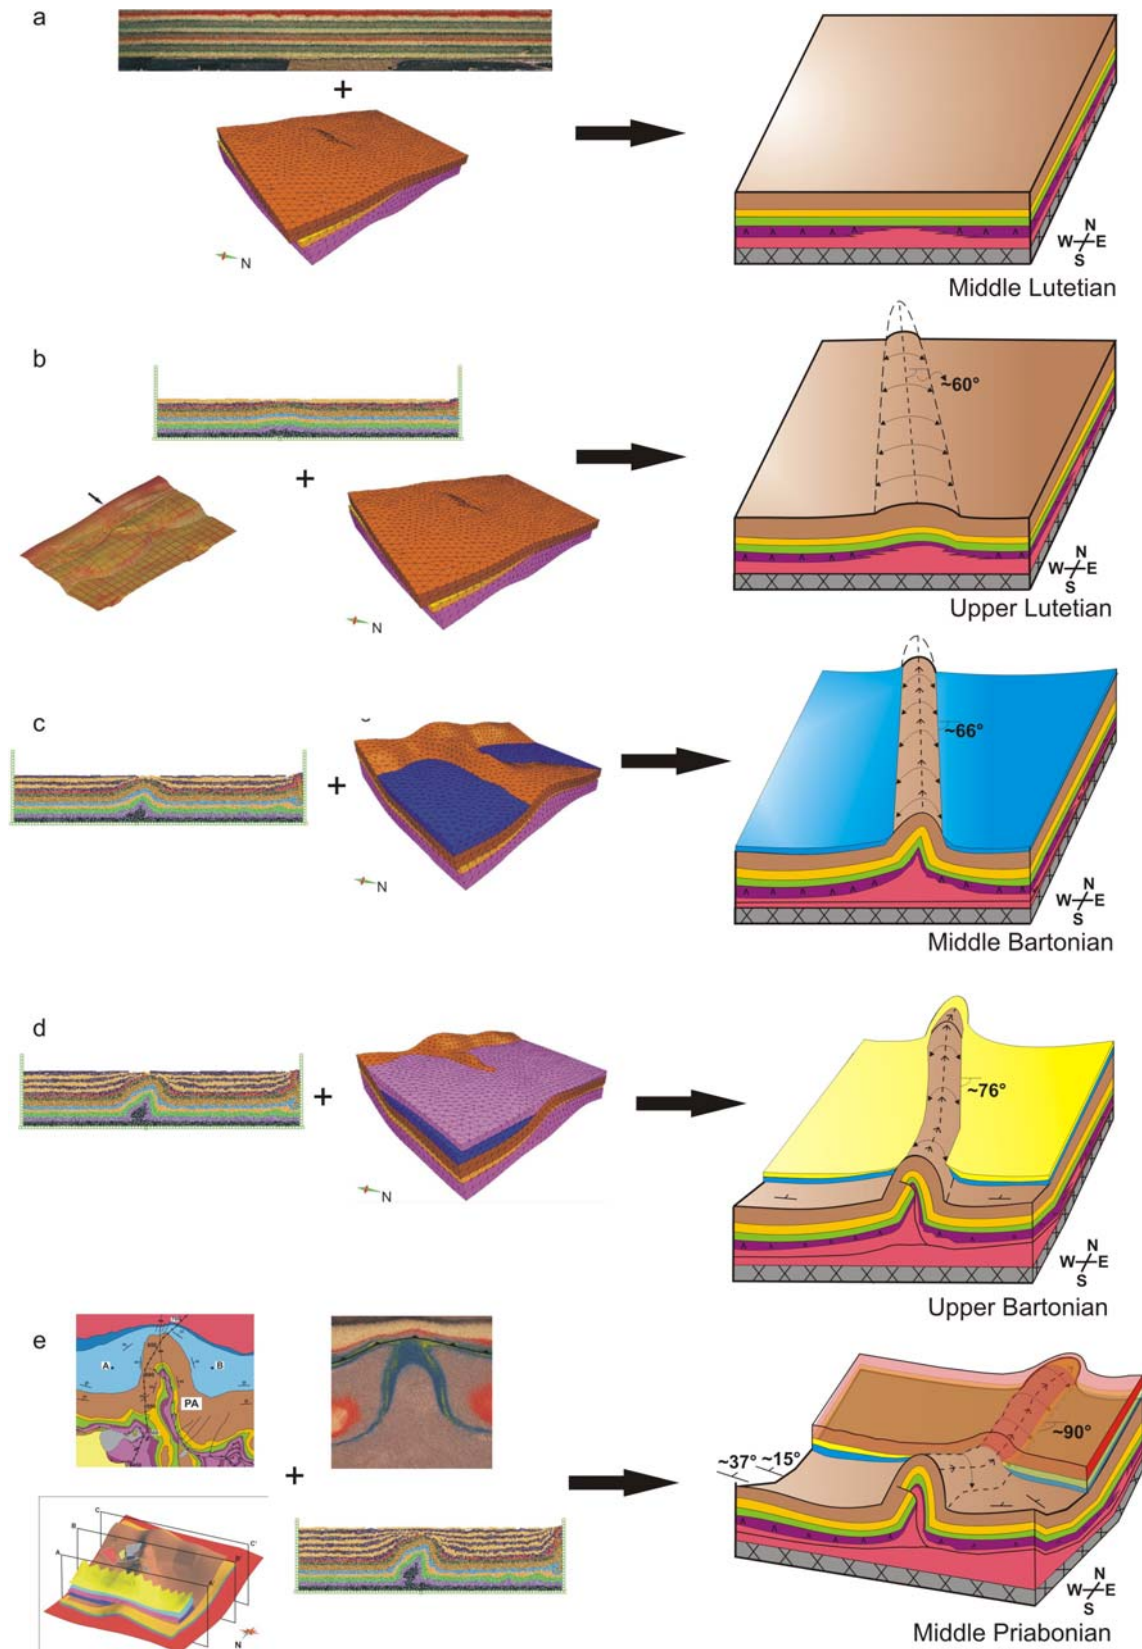 a
+
N
N
W E
S
Middle Lutetian
b
+
N
~60°
N
W E
S
Upper Lutetian
c
+
N
~66°
N
W E
S
Middle Bartonian
d
+
N
~76°
N
W E
S
Upper Bartonian
e
A
B
PA
+
C
B
A
C'
N
~90°
~37°
~15°
N
W E
S
Middle Priabonian